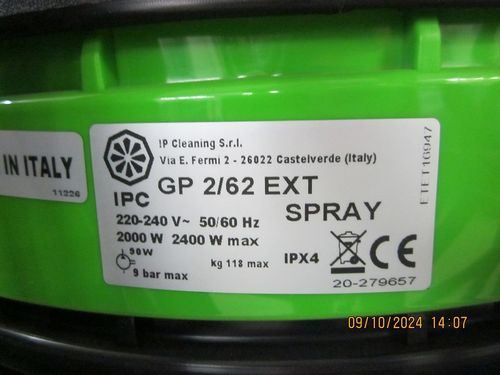 IP Cleaning S.r.l.
Via E. Fermi 2 - 26022 Castelverde (Italy)
IPC
GP 2/62 EXT
SPRAY
220-240 V~ 50/60 Hz
2000 W 2400 W max
90W
9 bar max
kg 118 max
IPX4
CE
20-279657
ETET16947
IN ITALY
11226
09/10/2024 14:07